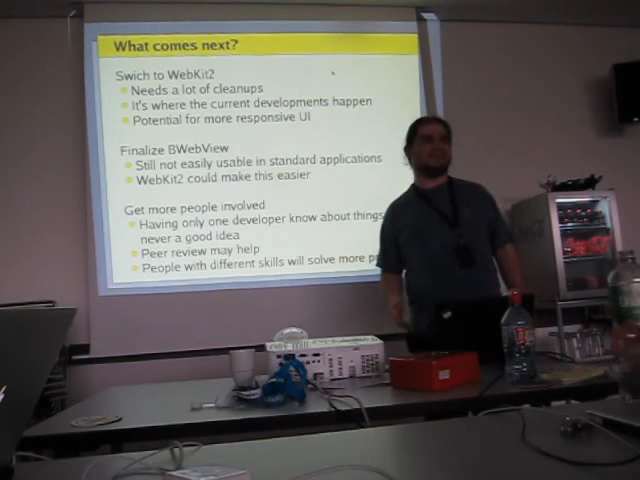 What comes next?
Swich to WebKit2
Needs a lot of cleanups
It's where the current developments happen
Potential for more responsive UI
Finalize BWebView
Still not easily usable in standard applications
WebKit2 could make this easier
Get more people involved
Having only one developer know about things
never a good idea
Peer review may help
People with different skills will solve more